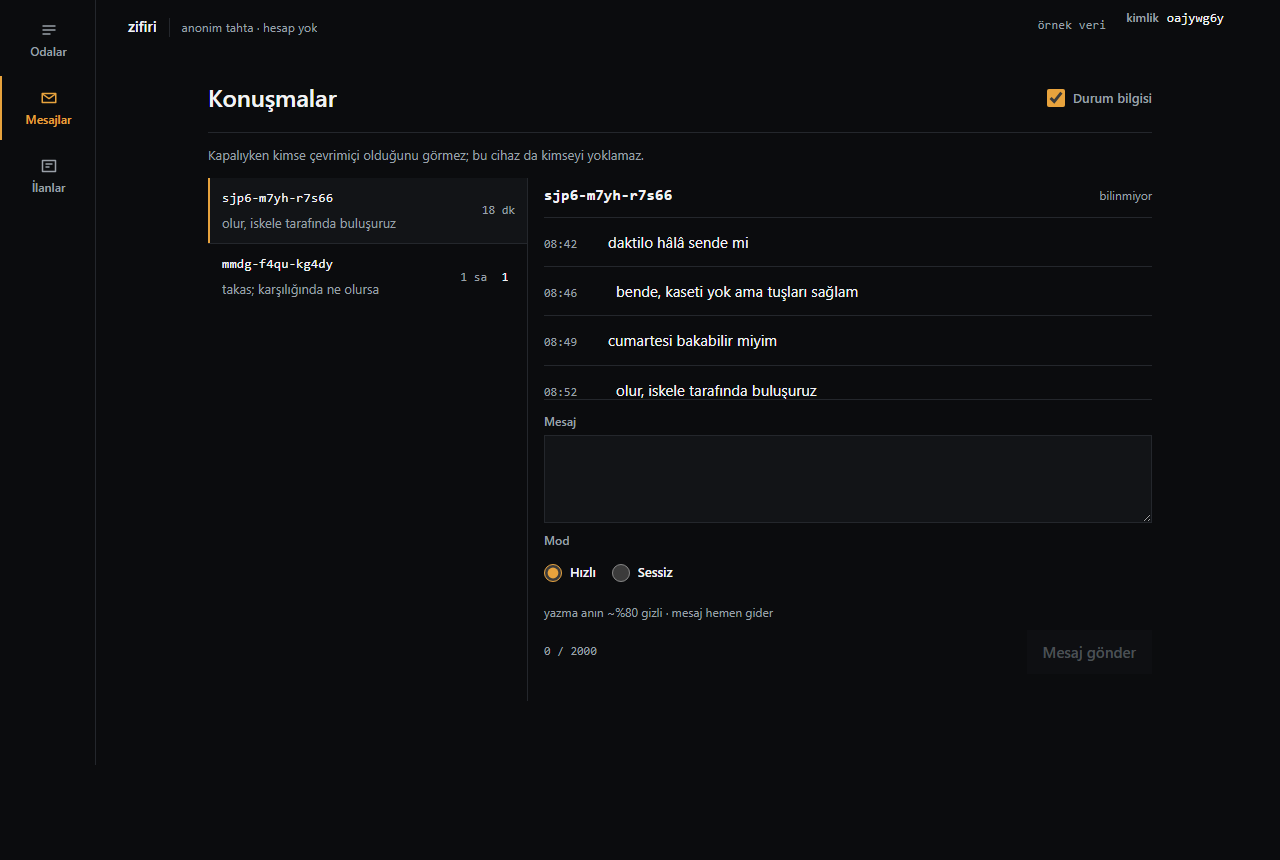 Odalar
Mesajlar
İlanlar
zifiri
anonim tahta · hesap yok
örnek veri
kimlik oajywg6y
Konuşmalar
Durum bilgisi
Kapalıyken kimse çevrimiçi olduğunu görmez; bu cihaz da kimseyi yoklamaz.
sjp6-m7yh-r7s66
18 dk
olur, iskele tarafında buluşuruz
mmdg-f4qu-kg4dy
1 sa 1
takas; karşılığında ne olursa
sjp6-m7yh-r7s66
bilinmiyor
08:42 daktilo hâlâ sende mi
08:46 bende, kaseti yok ama tuşları sağlam
08:49 cumartesi bakabilir miyim
08:52 olur, iskele tarafında buluşuruz
Mesaj
Mod
Hızlı Sessiz
yazma anın ~%80 gizli · mesaj hemen gider
0 / 2000
Mesaj gönder